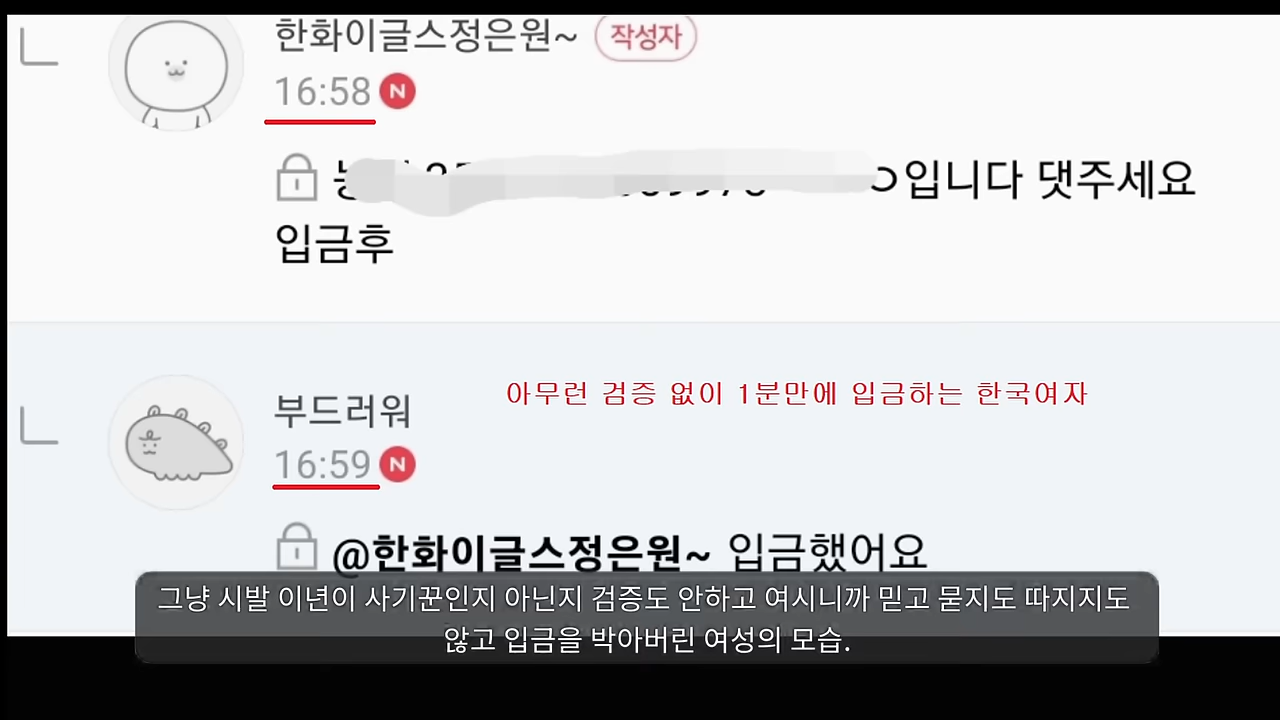 한화이글스정은원~ 작성자
16:58 N
입니다 댓주세요
입금후
부드러워
아무런 검증 없이 1분만에 입금하는 한국여자
16:59 N
@한화이글스정은원~ 입금했어요
그냥 시발 이년이 사기꾼인지 아닌지 검증도 안하고 여시니까 믿고 묻지도 따지지도
않고 입금을 박아버린 여성의 모습.